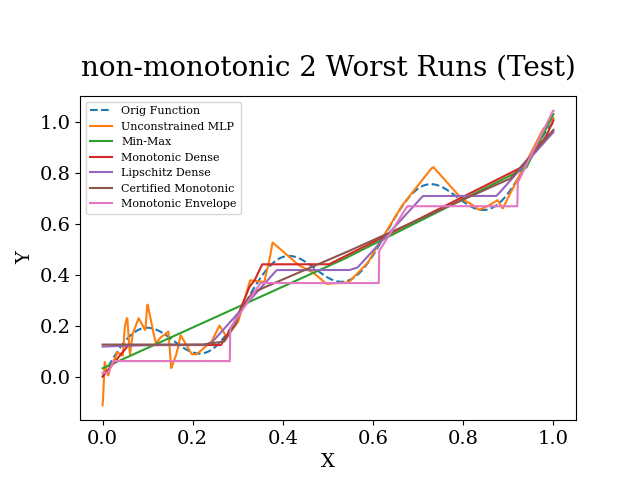 non-monotonic 2 Worst Runs (Test)
Orig Function
Unconstrained MLP
Min-Max
Monotonic Dense
Lipschitz Dense
Certified Monotonic
Monotonic Envelope
1.0
0.8
0.6
0.4
0.2
0.0
Y
0.0 0.2 0.4 0.6 0.8 1.0
X